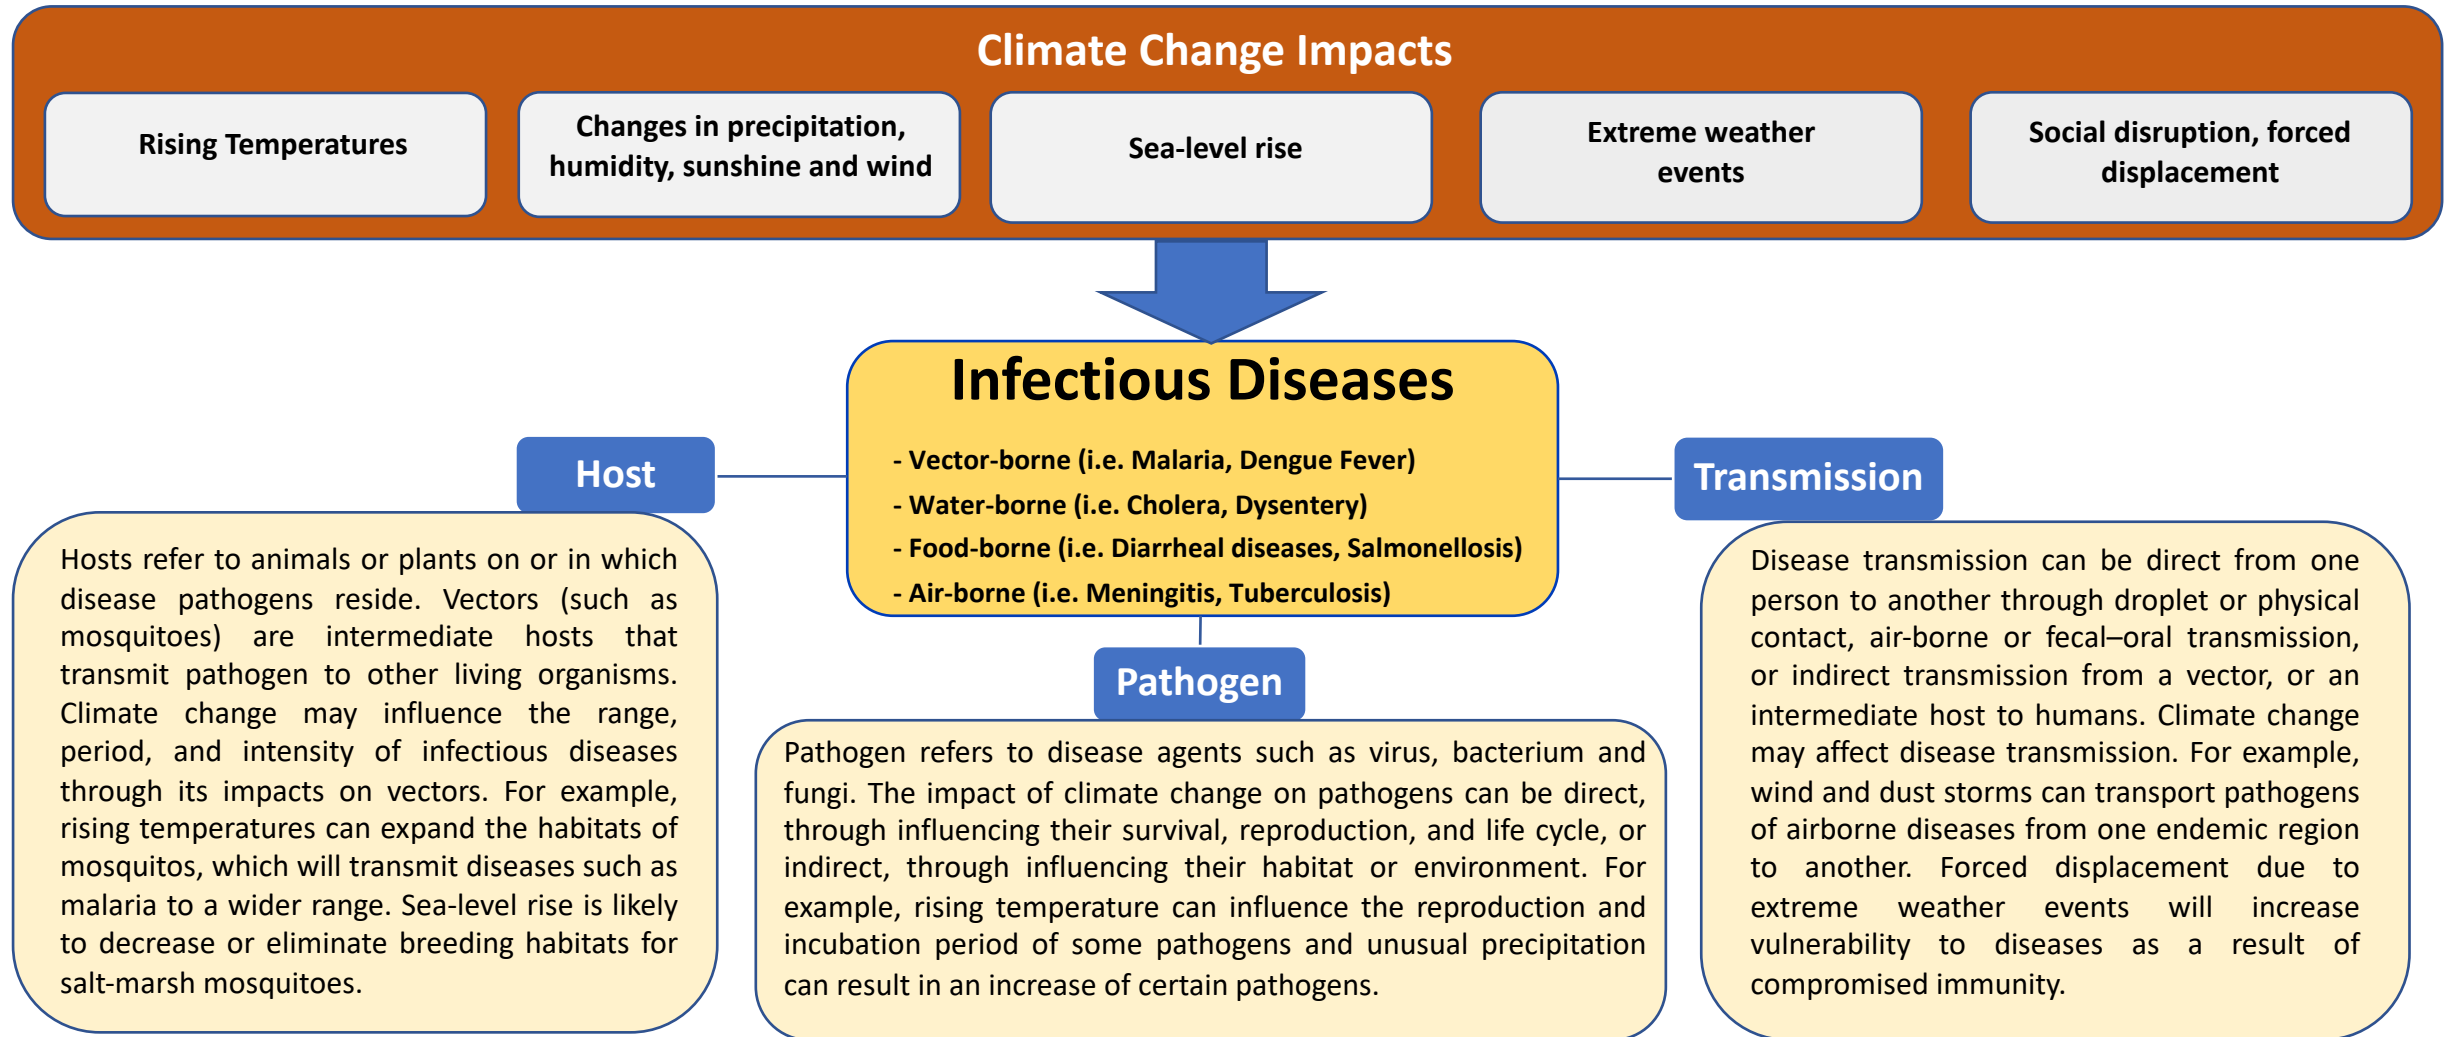 Climate Change Impacts
Rising Temperatures
Changes in precipitation,
humidity, sunshine and wind
Sea-level rise
Extreme weather
events
Social disruption, forced
displacement
Infectious Diseases
- Vector-borne (i.e. Malaria, Dengue Fever)
- Water-borne (i.e. Cholera, Dysentery)
- Food-borne (i.e. Diarrheal diseases, Salmonellosis)
- Air-borne (i.e. Meningitis, Tuberculosis)
Host
Hosts refer to animals or plants on or in which
disease pathogens reside. Vectors (such as
mosquitoes) are intermediate hosts that
transmit pathogen to other living organisms.
Climate change may influence the range,
period, and intensity of infectious diseases
through its impacts on vectors. For example,
rising temperatures can expand the habitats of
mosquitos, which will transmit diseases such as
malaria to a wider range. Sea-level rise is likely
to decrease or eliminate breeding habitats for
salt-marsh mosquitoes.
Pathogen
Pathogen refers to disease agents such as virus, bacterium and
fungi. The impact of climate change on pathogens can be direct,
through influencing their survival, reproduction, and life cycle, or
indirect, through influencing their habitat or environment. For
example, rising temperature can influence the reproduction and
incubation period of some pathogens and unusual precipitation
can result in an increase of certain pathogens.
Transmission
Disease transmission can be direct from one
person to another through droplet or physical
contact, air-borne or fecal–oral transmission,
or indirect transmission from a vector, or an
intermediate host to humans. Climate change
may affect disease transmission. For example,
wind and dust storms can transport pathogens
of airborne diseases from one endemic region
to another. Forced displacement due to
extreme weather events will increase
vulnerability to diseases as a result of
compromised immunity.